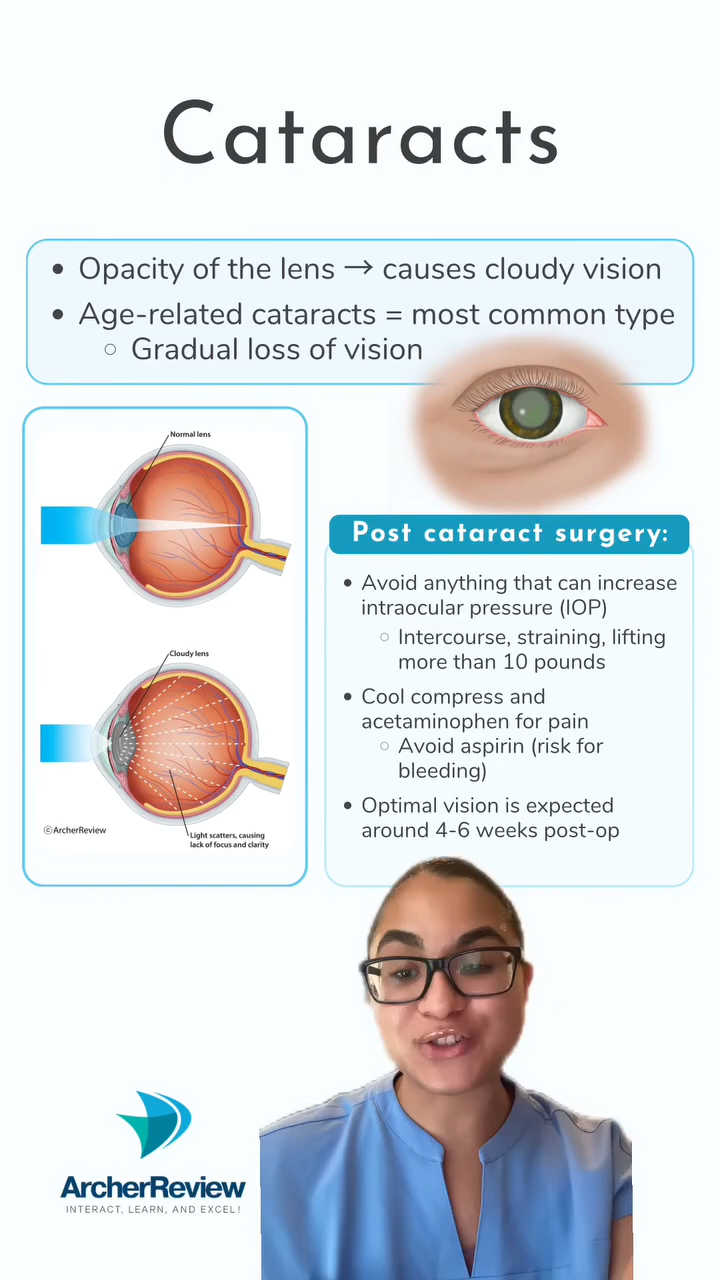 Cataracts
• Opacity of the lens → causes cloudy vision
• Age-related cataracts = most common type
○ Gradual loss of vision
Normal lens
Cloudy lens
Light scatters, causing
lack of focus and clarity
©ArcherReview
Post cataract surgery:
• Avoid anything that can increase
intraocular pressure (IOP)
○ Intercourse, straining, lifting
more than 10 pounds
• Cool compress and
acetaminophen for pain
○ Avoid aspirin (risk for
bleeding)
• Optimal vision is expected
around 4-6 weeks post-op
ArcherReview
INTERACT, LEARN, AND EXCEL!